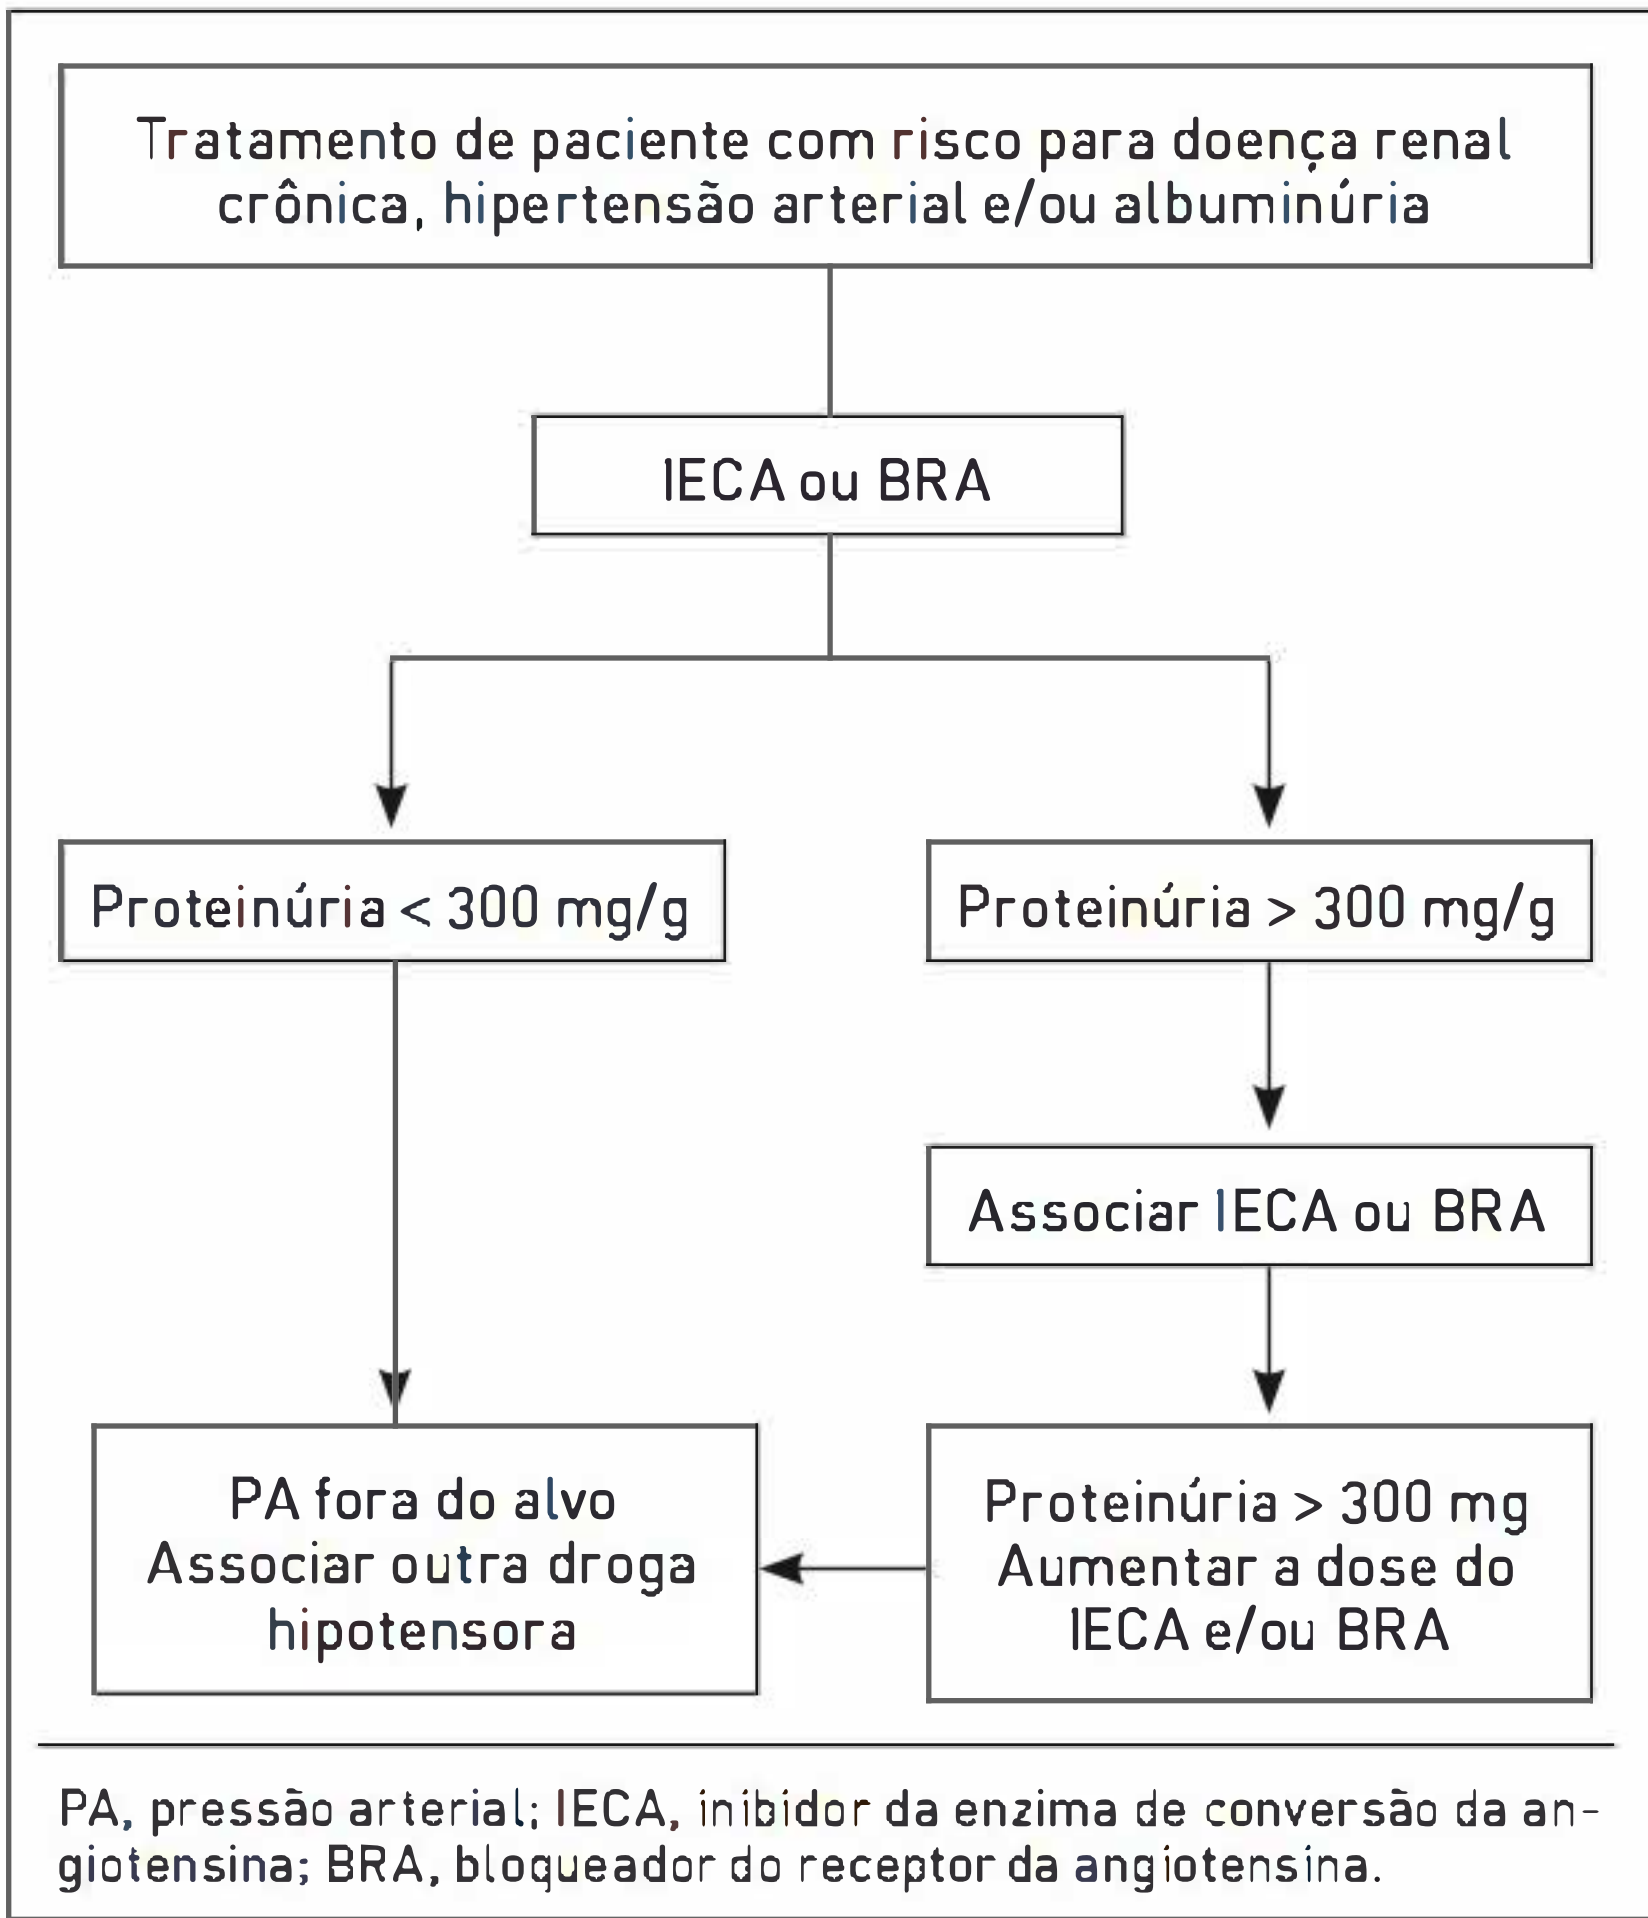 Tratamento de paciente com risco para doença renal
crônica, hipertensão arterial e/ou albuminúria
IECA ou BRA
Proteinúria < 300 mg/g
Proteinúria > 300 mg/g
Associar IECA ou BRA
PA fora do alvo
Associar outra droga
hipotensora
Proteinúria > 300 mg
Aumentar a dose do
IECA e/ou BRA
PA, pressão arterial; IECA, inibidor da enzima de conversão da an-
giotensina; BRA, bloqueador do receptor da angiotensina.